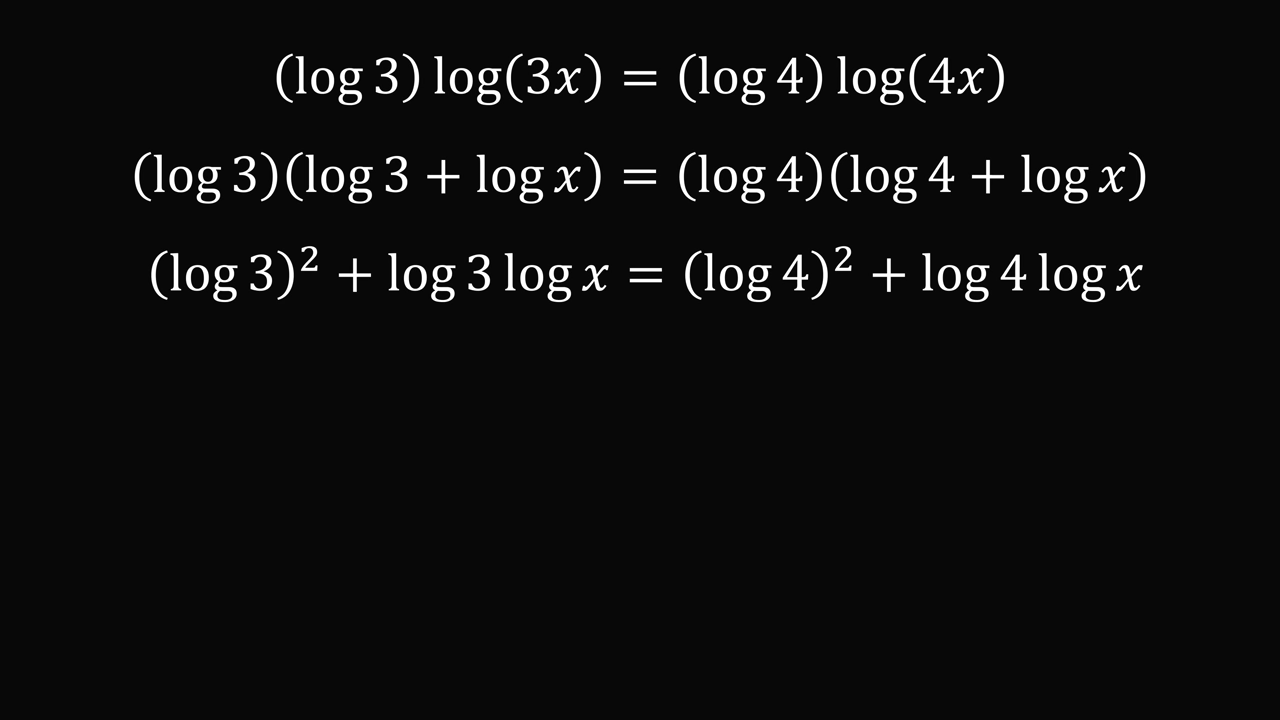 (log 3) log(3x) = (log 4) log(4x)
(log 3)(log 3 + log x) = (log 4)(log 4 + log x)
(log 3)² + log 3 log x = (log 4)² + log 4 log x